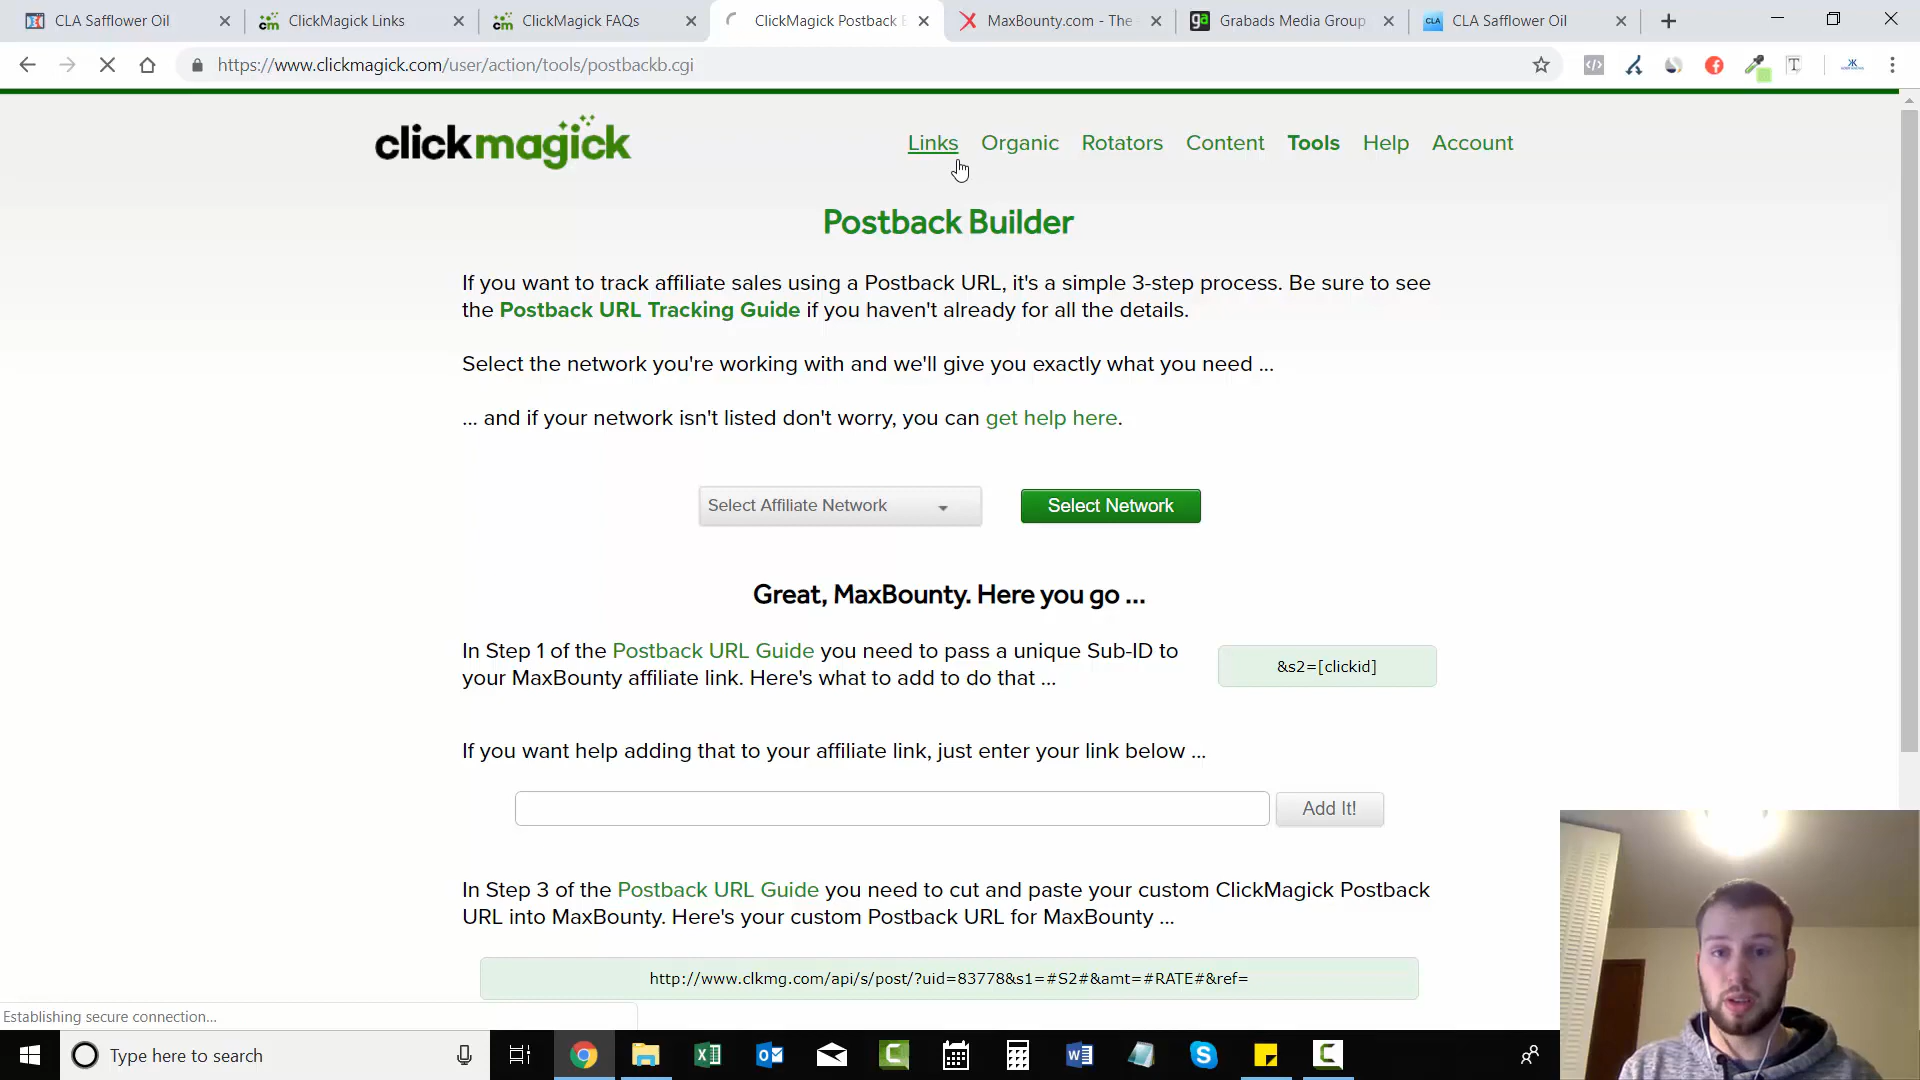 CLA Safflower Oil
ClickMagick Links
ClickMagick FAQs
ClickMagick Postback
MaxBounty.com - The
Grabads Media Group
CLA Safflower Oil
https://www.clickmagick.com/user/action/tools/postbackb.cgi
clickmagick
Links Organic Rotators Content Tools Help Account
Postback Builder
If you want to track affiliate sales using a Postback URL, it's a simple 3-step process. Be sure to see
the Postback URL Tracking Guide if you haven't already for all the details.
Select the network you're working with and we'll give you exactly what you need ...
... and if your network isn't listed don't worry, you can get help here.
Select Affiliate Network
Select Network
Great, MaxBounty. Here you go ...
In Step 1 of the Postback URL Guide you need to pass a unique Sub-ID to
your MaxBounty affiliate link. Here's what to add to do that ...
&s2=[clickid]
If you want help adding that to your affiliate link, just enter your link below ...
Add It!
In Step 3 of the Postback URL Guide you need to cut and paste your custom ClickMagick Postback
URL into MaxBounty. Here's your custom Postback URL for MaxBounty ...
http://www.clkmg.com/api/s/post/?uid=83778&s1=#S2#&amt=#RATE#&ref=
Establishing secure connection...
Type here to search